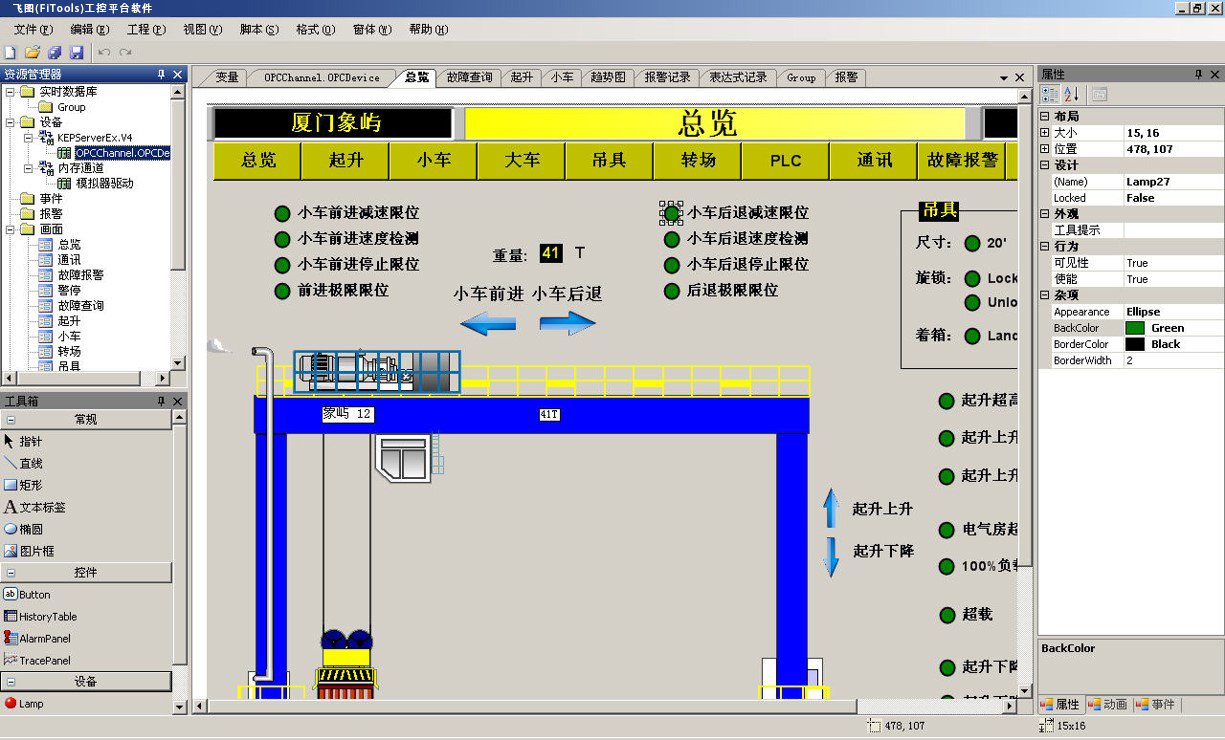 飞图(FiTools)工控平台软件
文件(F) 编辑(E) 工程(P) 视图(V) 脚本(S) 格式(O) 窗体(W) 帮助(H)
资源管理器
实时数据库
Group
设备
KEPServerEx.V4
OPCChannel.OPCDe
内存通道
模拟器驱动
事件
报警
画面
总览
通讯
故障报警
警停
故障查询
起升
小车
转场
吊具
工具箱
常规
指针
直线
矩形
文本标签
椭圆
图片框
控件
Button
HistoryTable
AlarmPanel
TracePanel
设备
Lamp
变量 OPCChannel.OPCDevice 总览 故障查询 起升 小车 趋势图 报警记录 表达式记录 Group 报警
厦门象屿 总览
总览 起升 小车 大车 吊具 转场 PLC 通讯 故障报警
小车前进减速限位
小车前进速度检测
小车前进停止限位
前进极限限位
重量: 41 T
小车前进 小车后退
小车后退减速限位
小车后退速度检测
小车后退停止限位
后退极限限位
吊具
尺寸: 20'
旋锁: Lock
Unlo
着箱: Land
象屿 12
41T
起升上升
起升下降
起升超高
起升上升
起升上升
电气房超
100%负载
超载
起升下降
属性
布局
大小 15, 16
位置 478, 107
设计
(Name) Lamp27
Locked False
外观
工具提示
行为
可见性 True
使能 True
杂项
Appearance Ellipse
BackColor Green
BorderColor Black
BorderWidth 2
BackColor
属性 动画 事件
478, 107 15x16